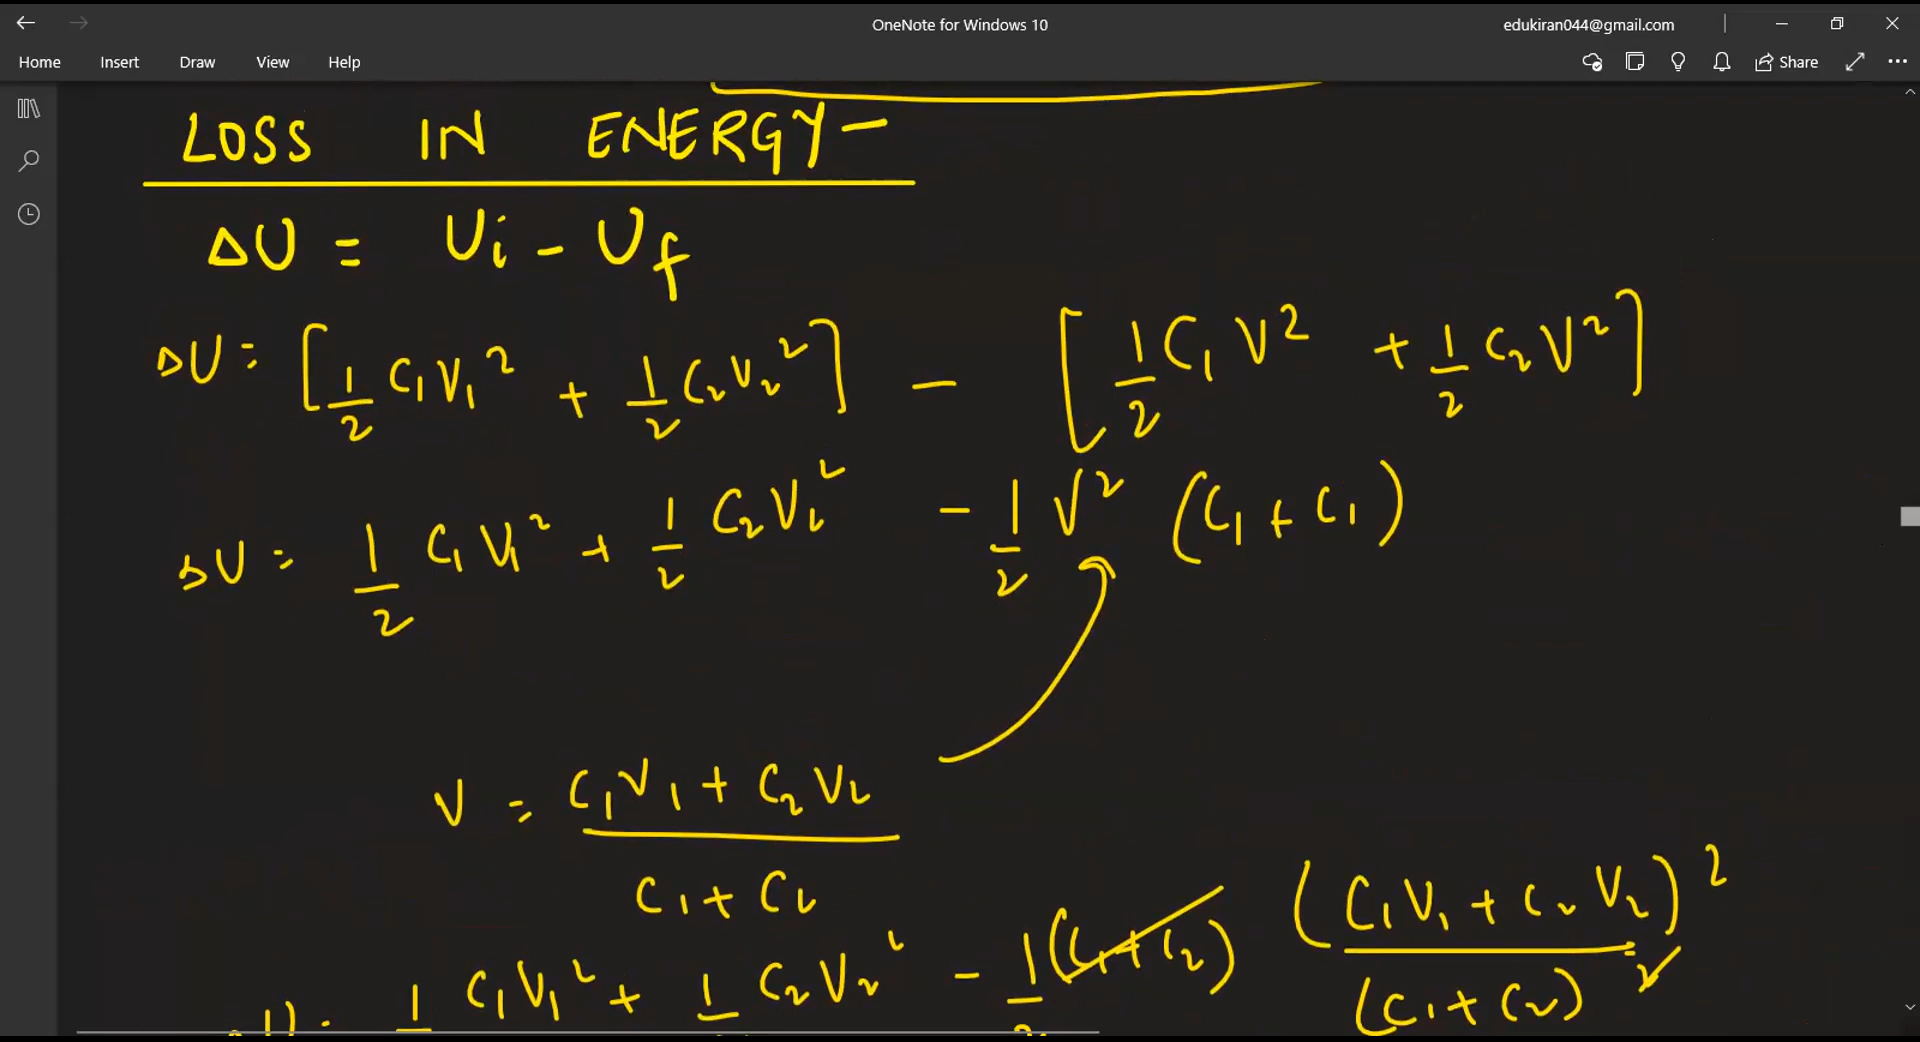 OneNote for Windows 10
edukiran044@gmail.com
Home Insert Draw View Help
Share
LOSS IN ENERGY-
ΔU = Ui - Uf
ΔU = [1/2 C₁V₁² + 1/2 C₂V₂²] - [1/2 C₁V² + 1/2 C₂V²]
ΔU = 1/2 C₁V₁² + 1/2 C₂V₂² - 1/2 V² (C₁ + C₁)
V = C₁V₁ + C₂V₂
C₁ + C₂
1 C₁V₁² + 1 C₂V₂² - 1/2 (C₁+C₂) (C₁V₁ + C₂V₂)²
(C₁ + C₂)²